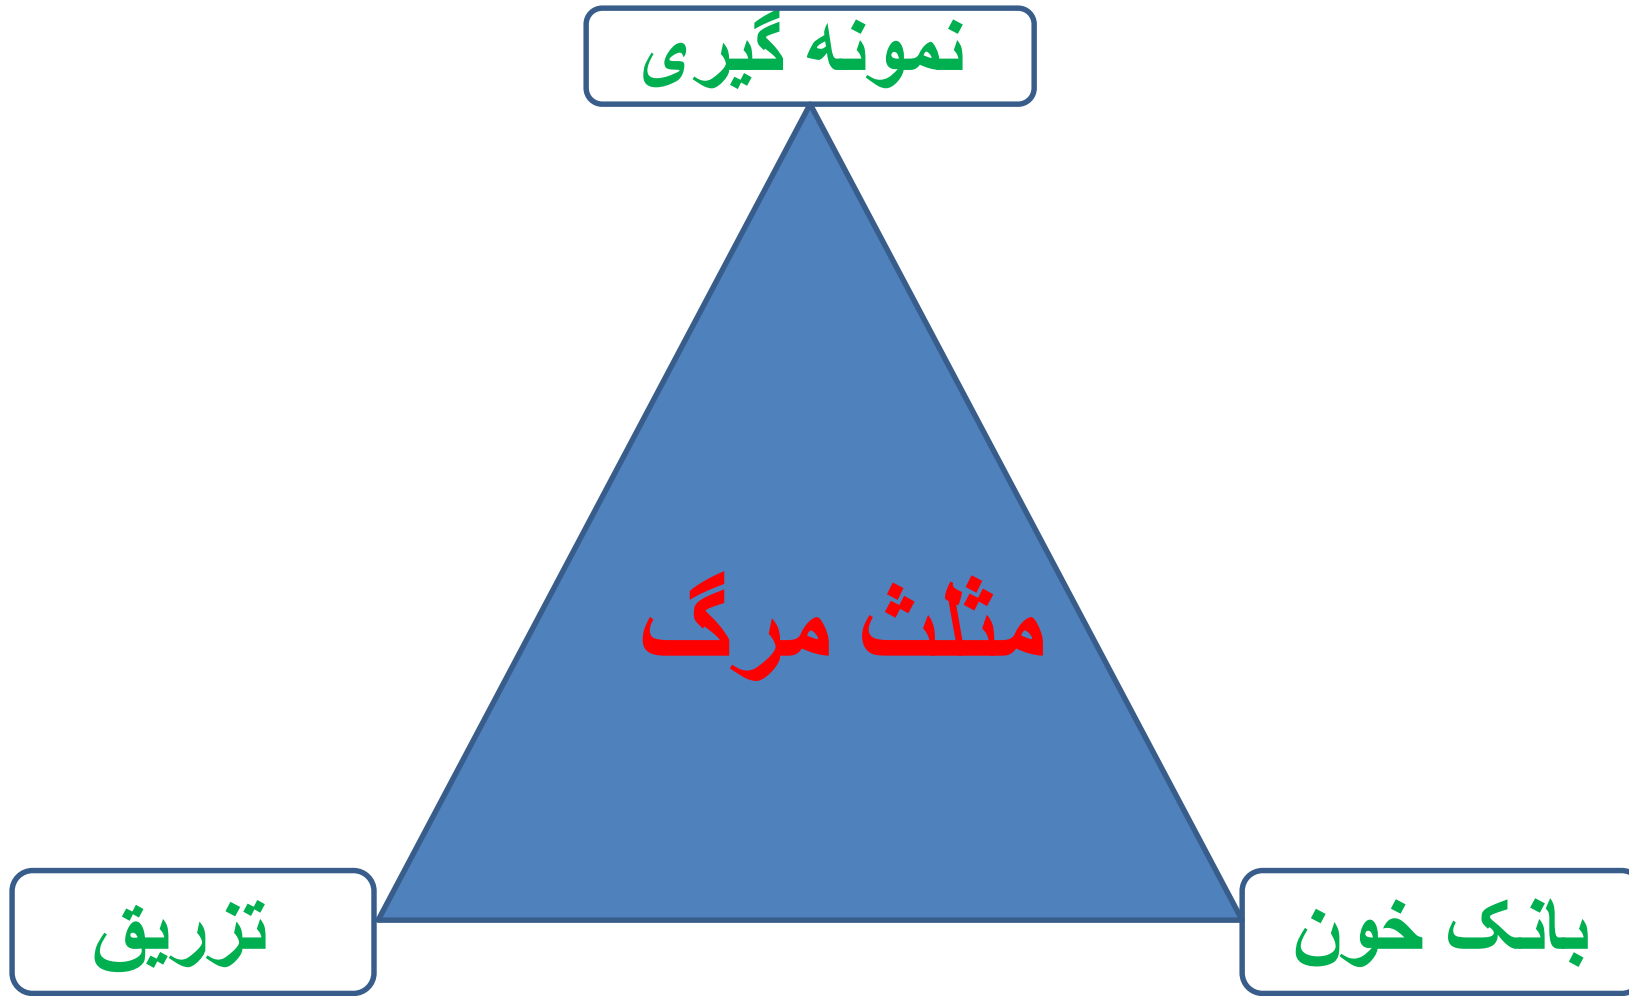 نمونه گیری
مثلث مرگ
بانک خون
تزریق